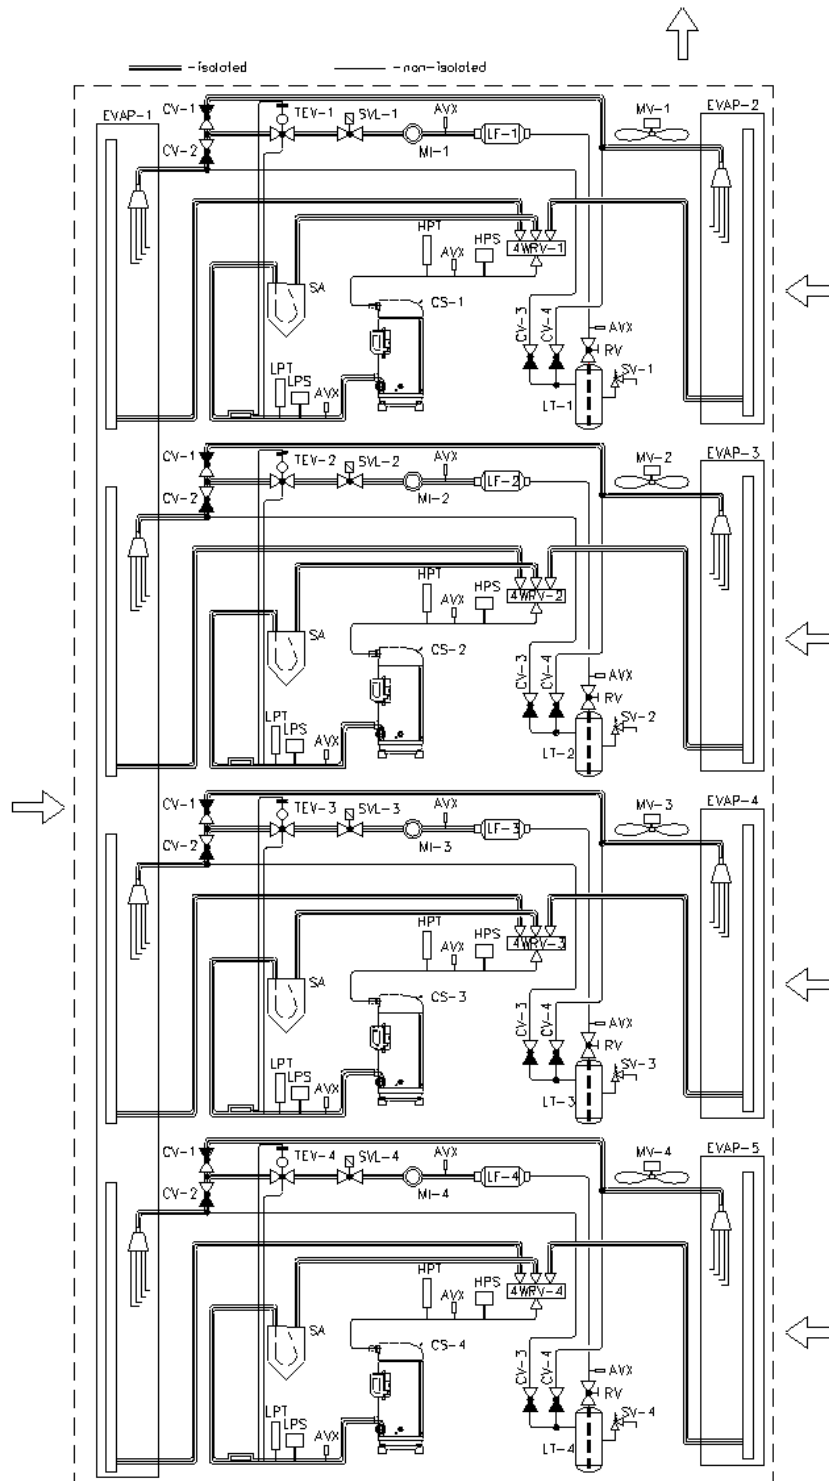 -isolated
-non-isolated
EVAP-1
CV-1
TEV-1
SVL-1
AVX
MV-1
EVAP-2
CV-2
MI-1
LF-1
HPT
AVX
HPS
4WRV-1
SA
CS-1
CV-3
CV-4
AVX
RV
LPT
LPS
AVX
LT-1
SV-1
CV-1
TEV-2
SVL-2
AVX
MV-2
EVAP-3
CV-2
MI-2
LF-2
HPT
AVX
HPS
4WRV-2
SA
CS-2
CV-3
CV-4
AVX
RV
LPT
LPS
AVX
LT-2
SV-2
CV-1
TEV-3
SVL-3
AVX
MV-3
EVAP-4
CV-2
MI-3
LF-3
HPT
AVX
HPS
4WRV-3
SA
CS-3
CV-3
CV-4
AVX
RV
LPT
LPS
AVX
LT-3
SV-3
CV-1
TEV-4
SVL-4
AVX
MV-4
EVAP-5
CV-2
MI-4
LF-4
HPT
AVX
HPS
4WRV-4
SA
CS-4
CV-3
CV-4
AVX
RV
LPT
LPS
AVX
LT-4
SV-4